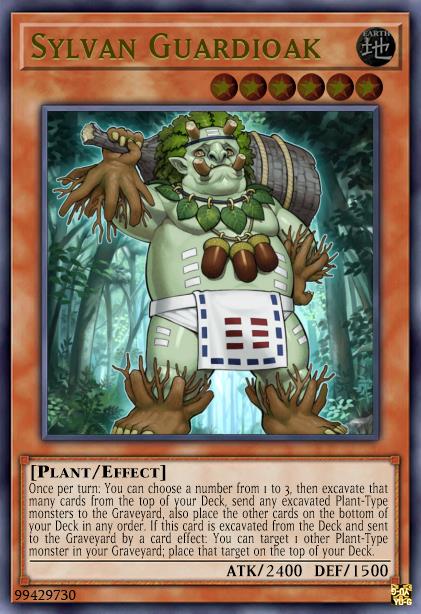 SYLVAN GUARDIOAK
EARTH
地
[PLANT/EFFECT]
Once per turn: You can choose a number from 1 to 3, then excavate that
many cards from the top of your Deck, send any excavated Plant-Type
monsters to the Graveyard, also place the other cards on the bottom of
your Deck in any order. If this card is excavated from the Deck and sent
to the Graveyard by a card effect: You can target 1 other Plant-Type
monster in your Graveyard; place that target on the top of your Deck.
ATK/2400 DEF/1500
99429730